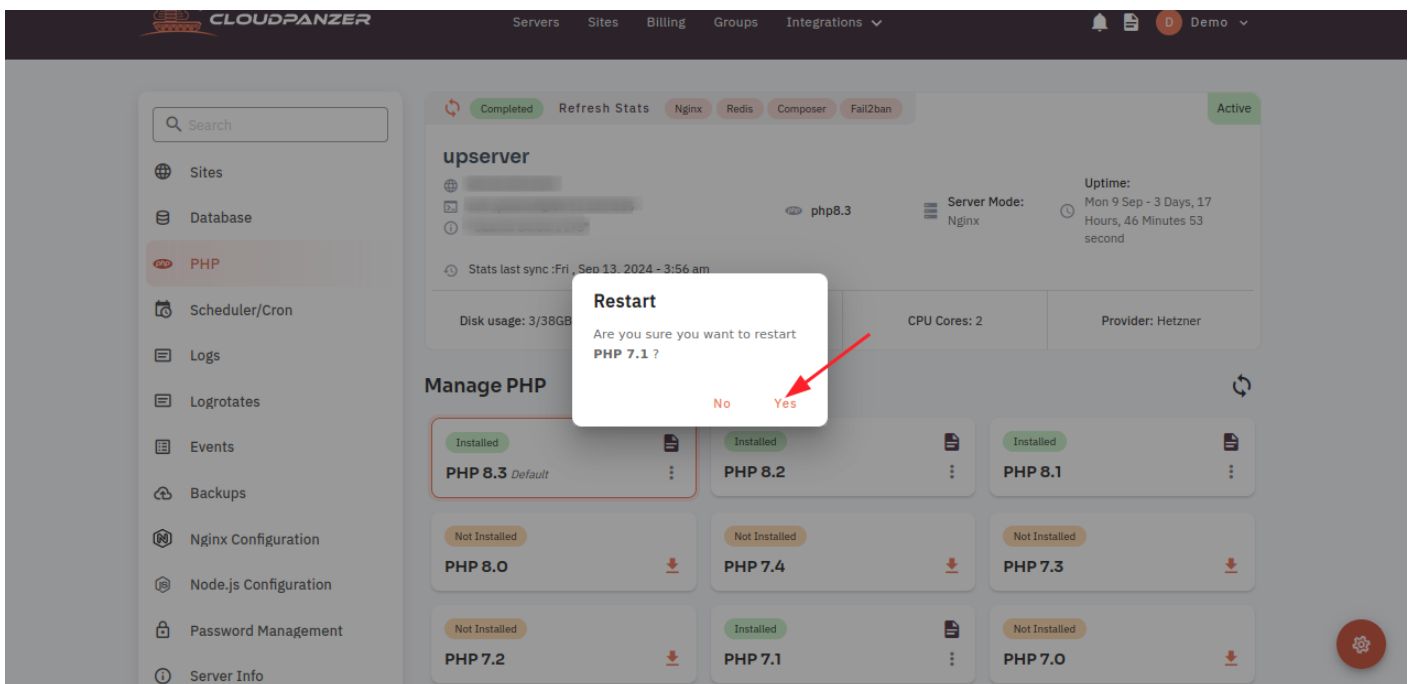 CLOUDPANZER
Servers Sites Billing Groups Integrations
D Demo
Search
Sites
Database
php PHP
Scheduler/Cron
Logs
Logrotates
Events
Backups
Nginx Configuration
Node.js Configuration
Password Management
Server Info
Completed Refresh Stats Nginx Redis Composer Fail2ban Active
upserver
php php8.3
Server Mode:
Nginx
Uptime:
Mon 9 Sep - 3 Days, 17
Hours, 46 Minutes 53
second
Stats last sync :Fri , Sep 13, 2024 - 3:56 am
Disk usage: 3/38GB CPU Cores: 2 Provider: Hetzner
Restart
Are you sure you want to restart
PHP 7.1 ?
No Yes
Manage PHP
Installed
PHP 8.3 Default
Installed
PHP 8.2
Installed
PHP 8.1
Not Installed
PHP 8.0
Not Installed
PHP 7.4
Not Installed
PHP 7.3
Not Installed
PHP 7.2
Installed
PHP 7.1
Not Installed
PHP 7.0